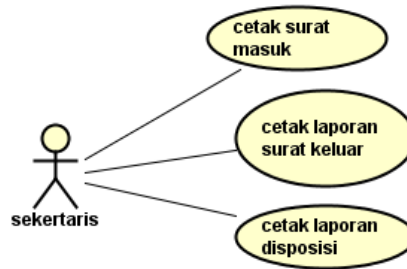 cetak surat
masuk
cetak laporan
surat keluar
sekertaris
cetak laporan
disposisi